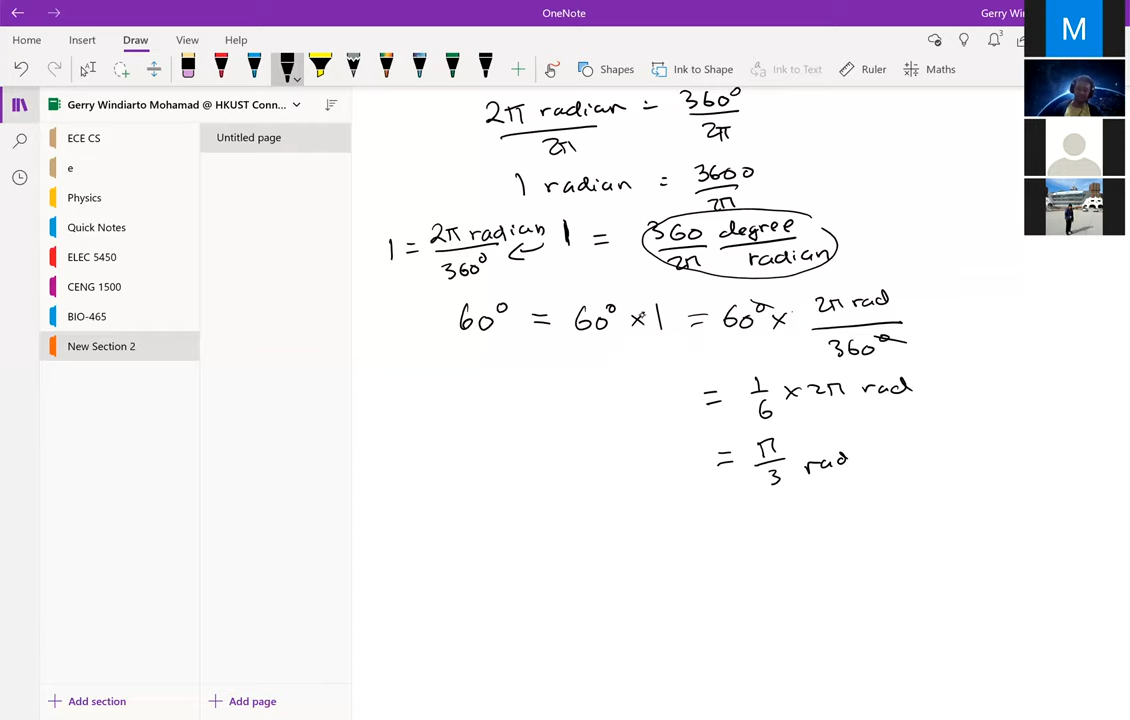 OneNote
Gerry Win
M
Home Insert Draw View Help
3
Shapes Ink to Shape Ink to Text Ruler Maths
Gerry Windiarto Mohamad @ HKUST Conn...
ECE CS
e
Physics
Quick Notes
ELEC 5450
CENG 1500
BIO-465
New Section 2
Add section
Untitled page
Add page
2π radian / 2π = 360° / 2π
1 radian = 360° / 2π
1 = 2π radian / 360° 1 = 360 / 2π degree / radian
60° = 60° × 1 = 60° × 2π rad / 360°
= 1/6 × 2π rad
= π/3 rad